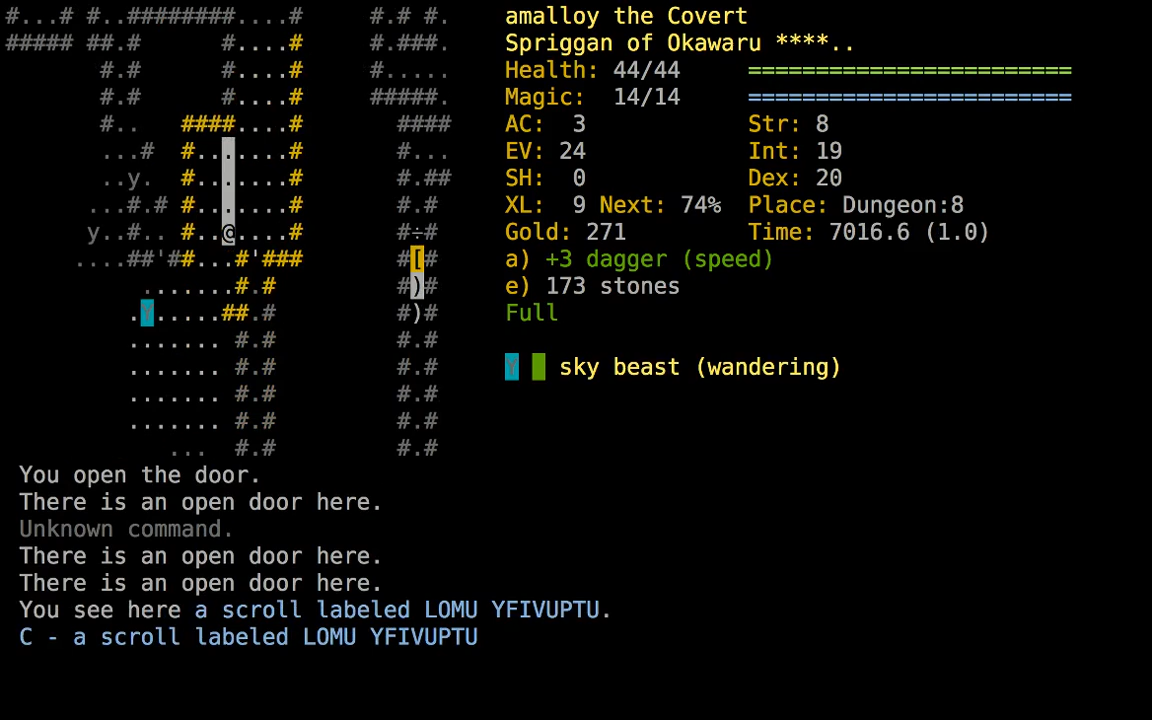 #...# #..########....#     #.# #. amalloy the Covert
##### ##.#      #....#     #.###. Spriggan of Okawaru ****..
#.#      #....#     #..... Health: 44/44 ========================
#.#      #....#     #####. Magic: 14/14 ========================
#..   ####....#       #### AC: 3 Str: 8
...# #.......#       #... EV: 24 Int: 19
..y. #.......#       #.## SH: 0 Dex: 20
...#.# #.......#       #.# XL: 9 Next: 74% Place: Dungeon:8
y..#.. #..@....#       #÷# Gold: 271 Time: 7016.6 (1.0)
....##'##...#'###       #[# a) +3 dagger (speed)
.......#.#         #)# e) 173 stones
.Y.....##.#         #)# Full
....... #.#         #.#
....... #.#         #.# Y sky beast (wandering)
....... #.#         #.#
....... #.#         #.#
... #.#         #.#
You open the door.
There is an open door here.
Unknown command.
There is an open door here.
There is an open door here.
You see here a scroll labeled LOMU YFIVUPTU.
C - a scroll labeled LOMU YFIVUPTU